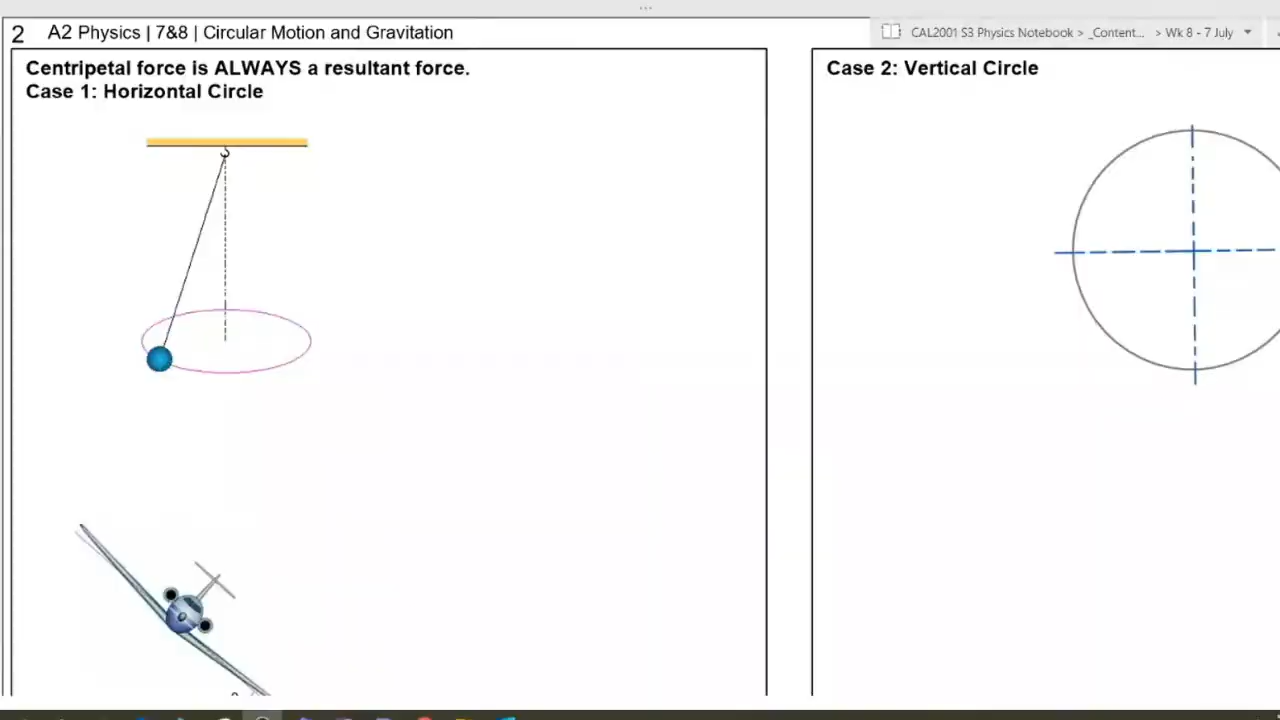 2 A2 Physics | 7&8 | Circular Motion and Gravitation
CAL2001 S3 Physics Notebook > _Content... > Wk 8 - 7 July
Centripetal force is ALWAYS a resultant force.
Case 1: Horizontal Circle
Case 2: Vertical Circle